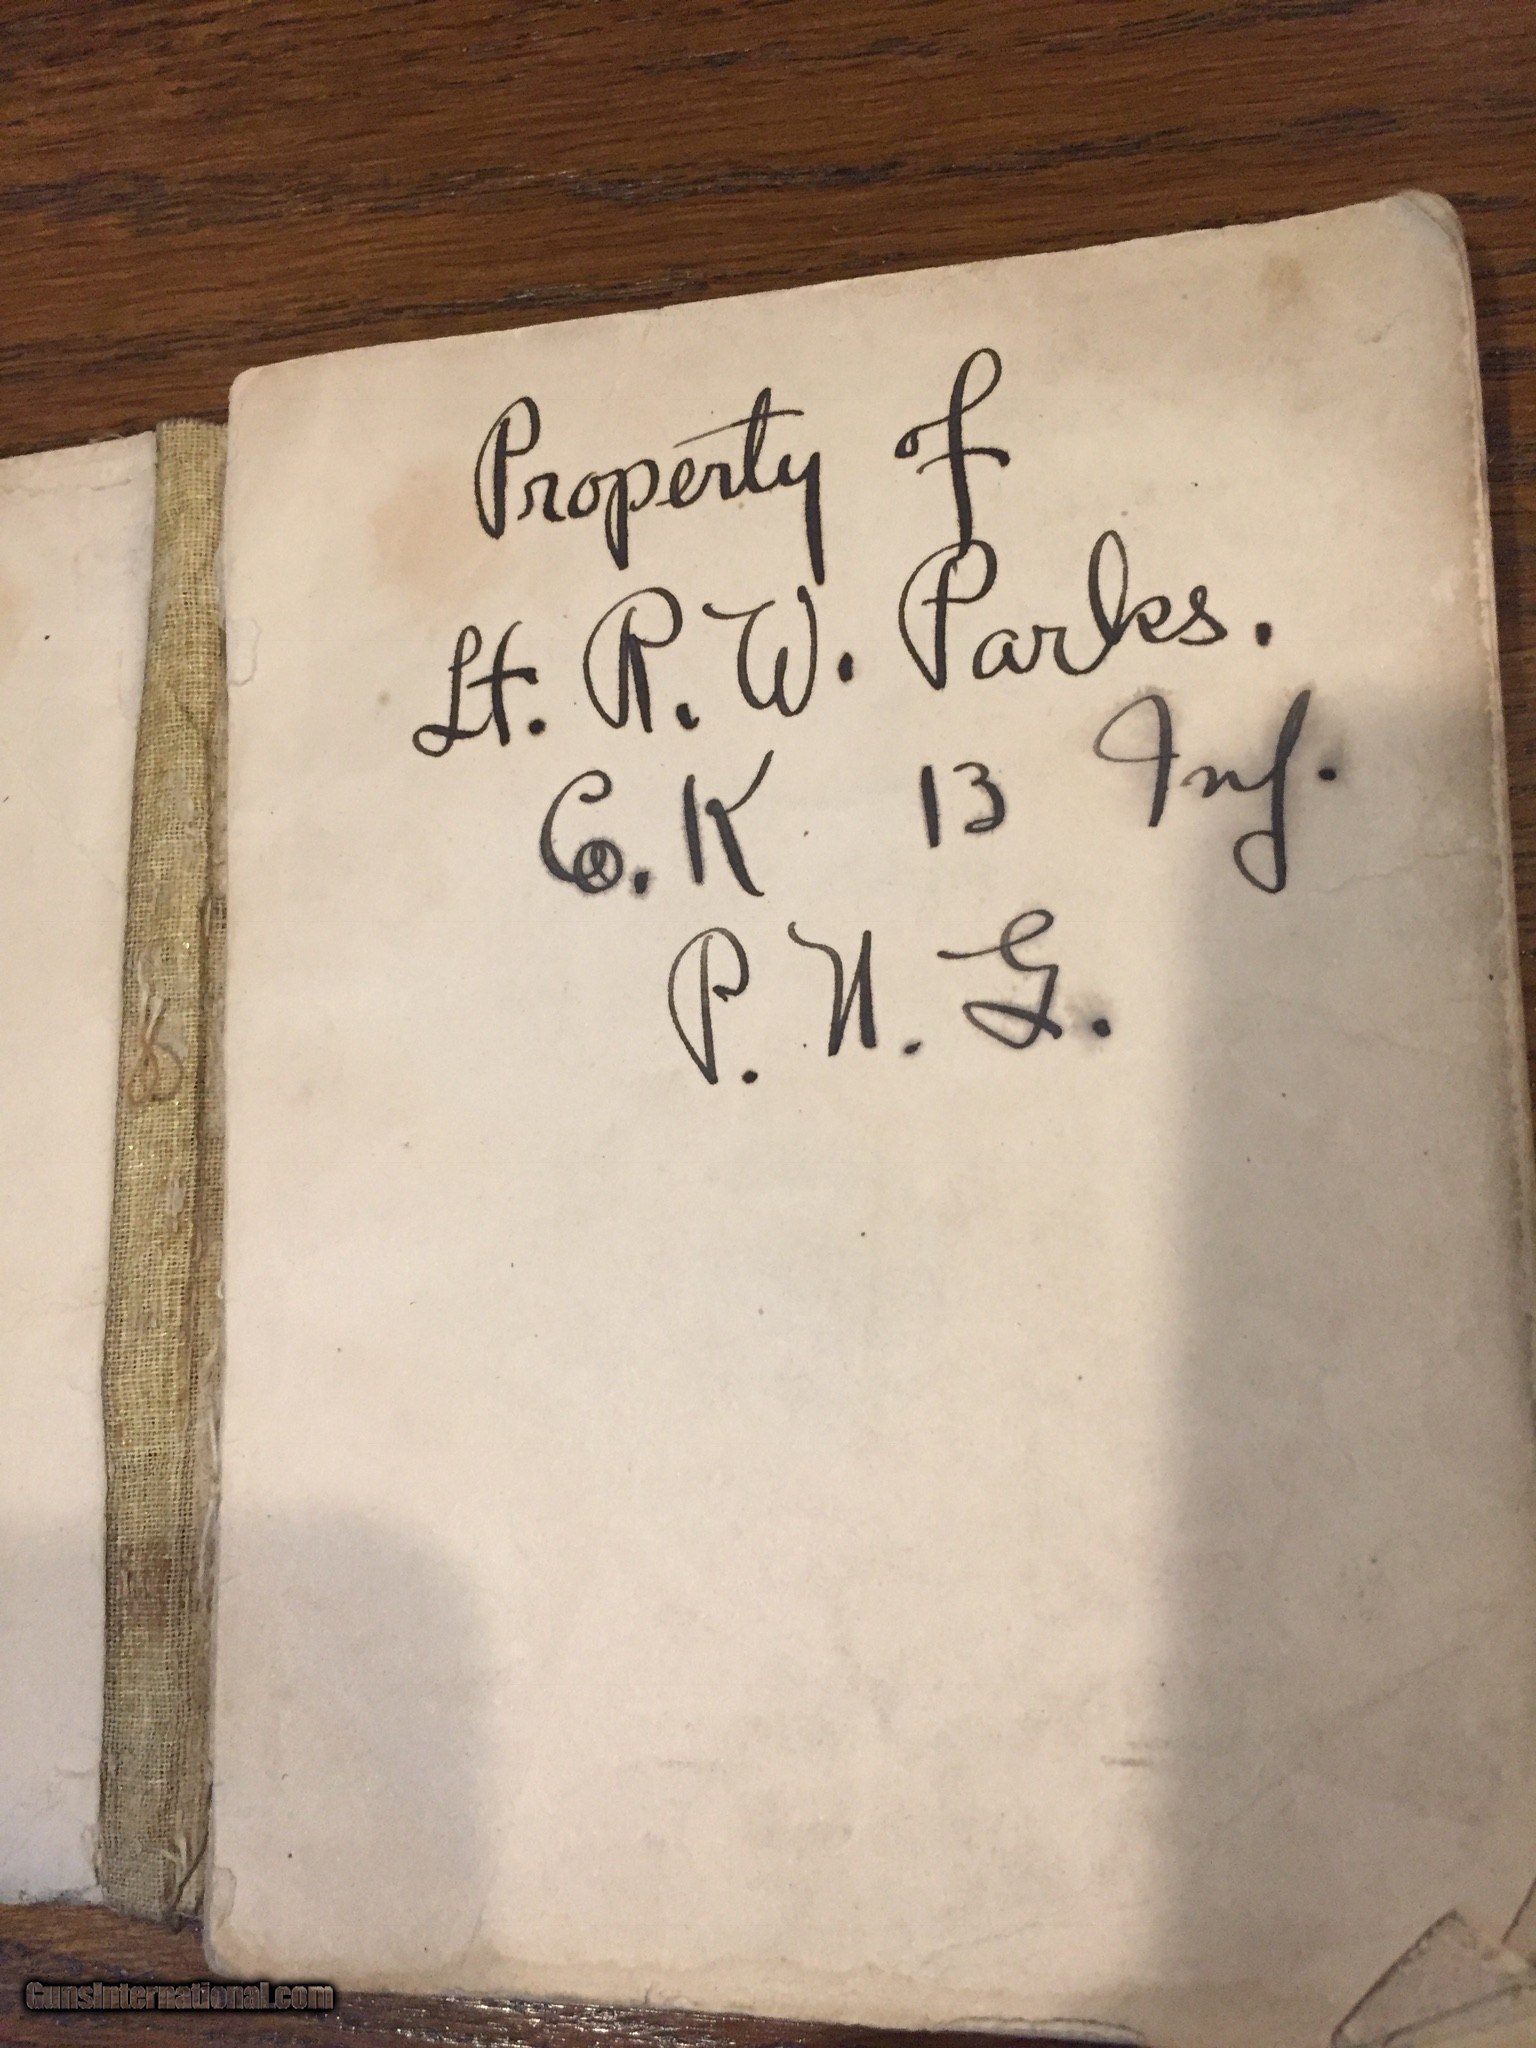 Property of
Lt. R. W. Parks.
Co. K 13 Inf.
P. N. G.
GunsInternational.com